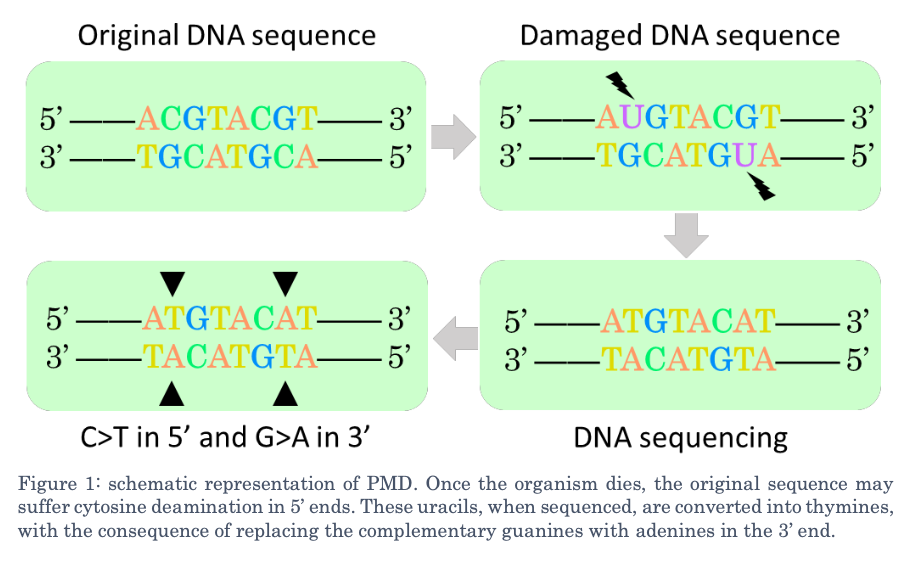 Original DNA sequence
5’ ACGTACGT 3’
3’ TGCATGCA 5’
Damaged DNA sequence
5’ AUGTACGT 3’
3’ TGCATGUA 5’
5’ ATGTACAT 3’
3’ TACATGTA 5’
C>T in 5’ and G>A in 3’
5’ ATGTACAT 3’
3’ TACATGTA 5’
DNA sequencing
Figure 1: schematic representation of PMD. Once the organism dies, the original sequence may
suffer cytosine deamination in 5’ ends. These uracils, when sequenced, are converted into thymines,
with the consequence of replacing the complementary guanines with adenines in the 3’ end.